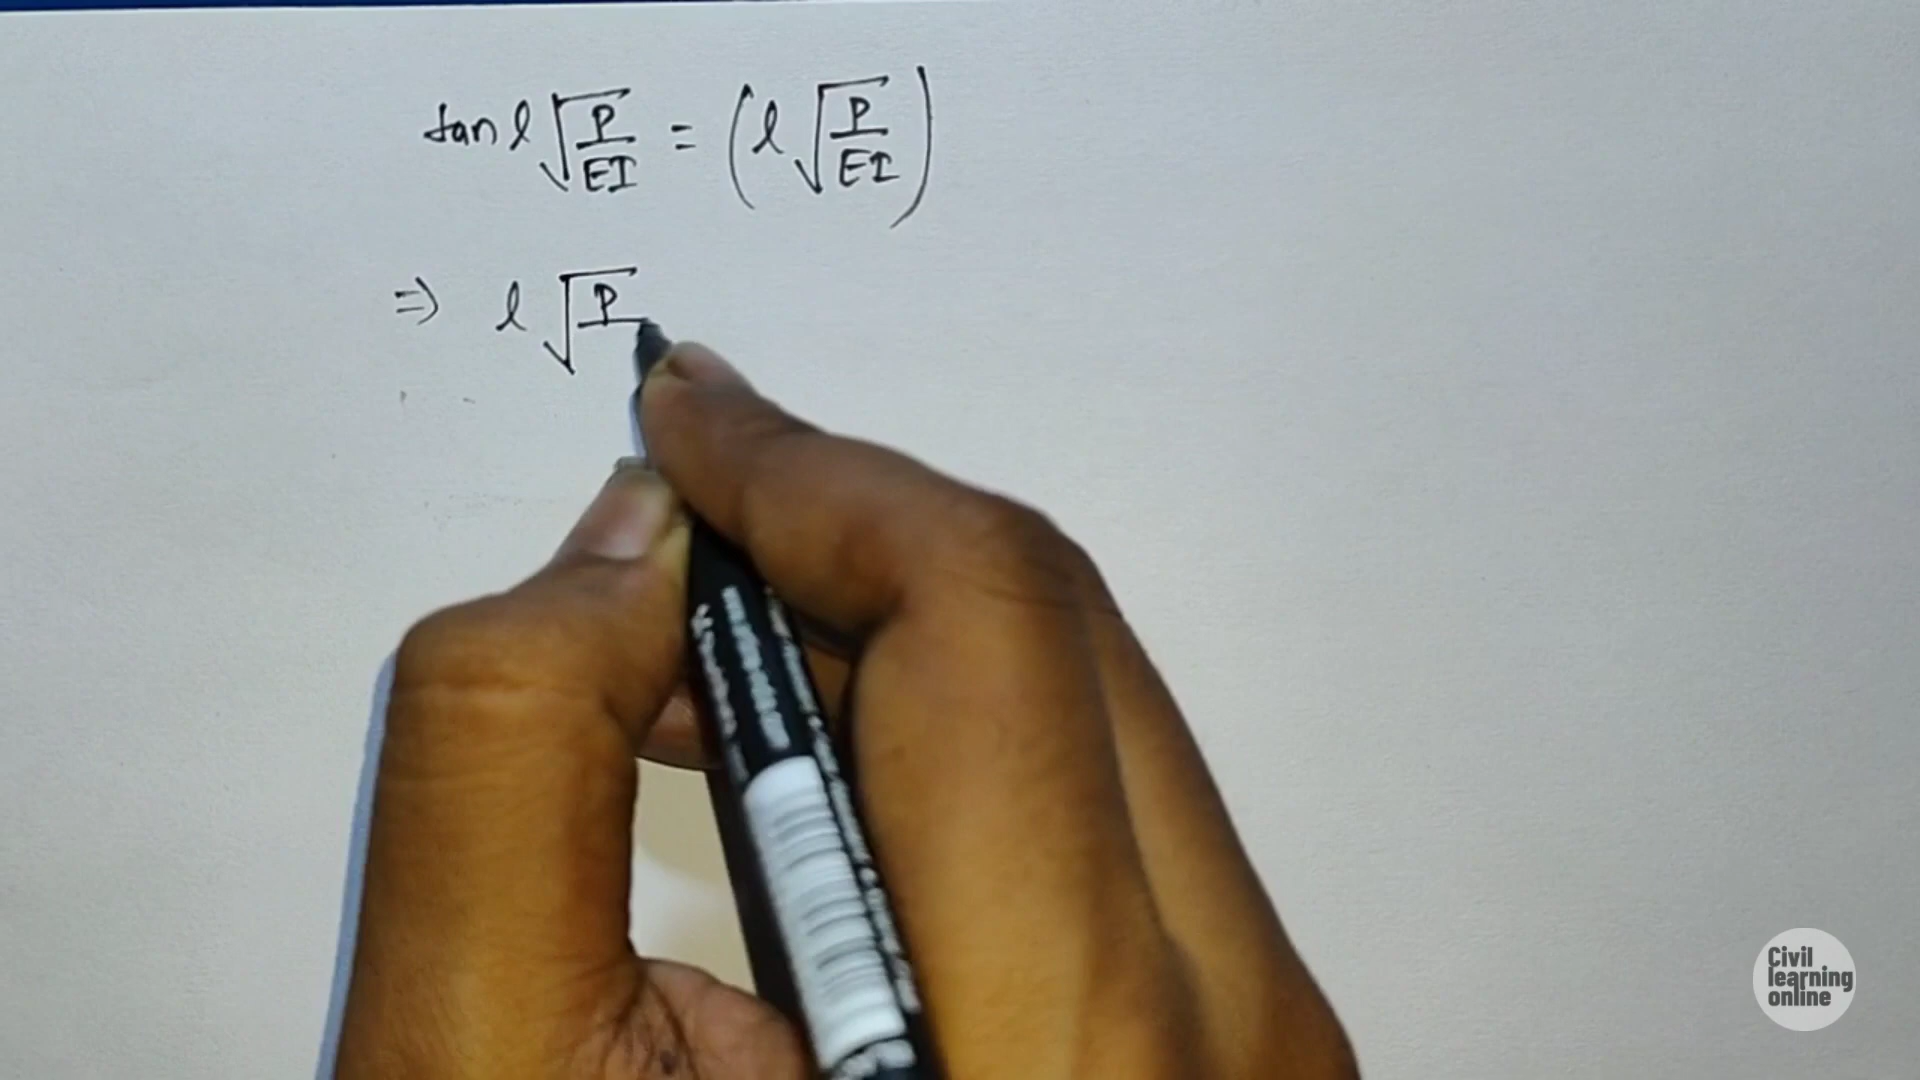 tan l √(P/EI) = (l √(P/EI))
⇒ l √(P/
Civil
learning
online